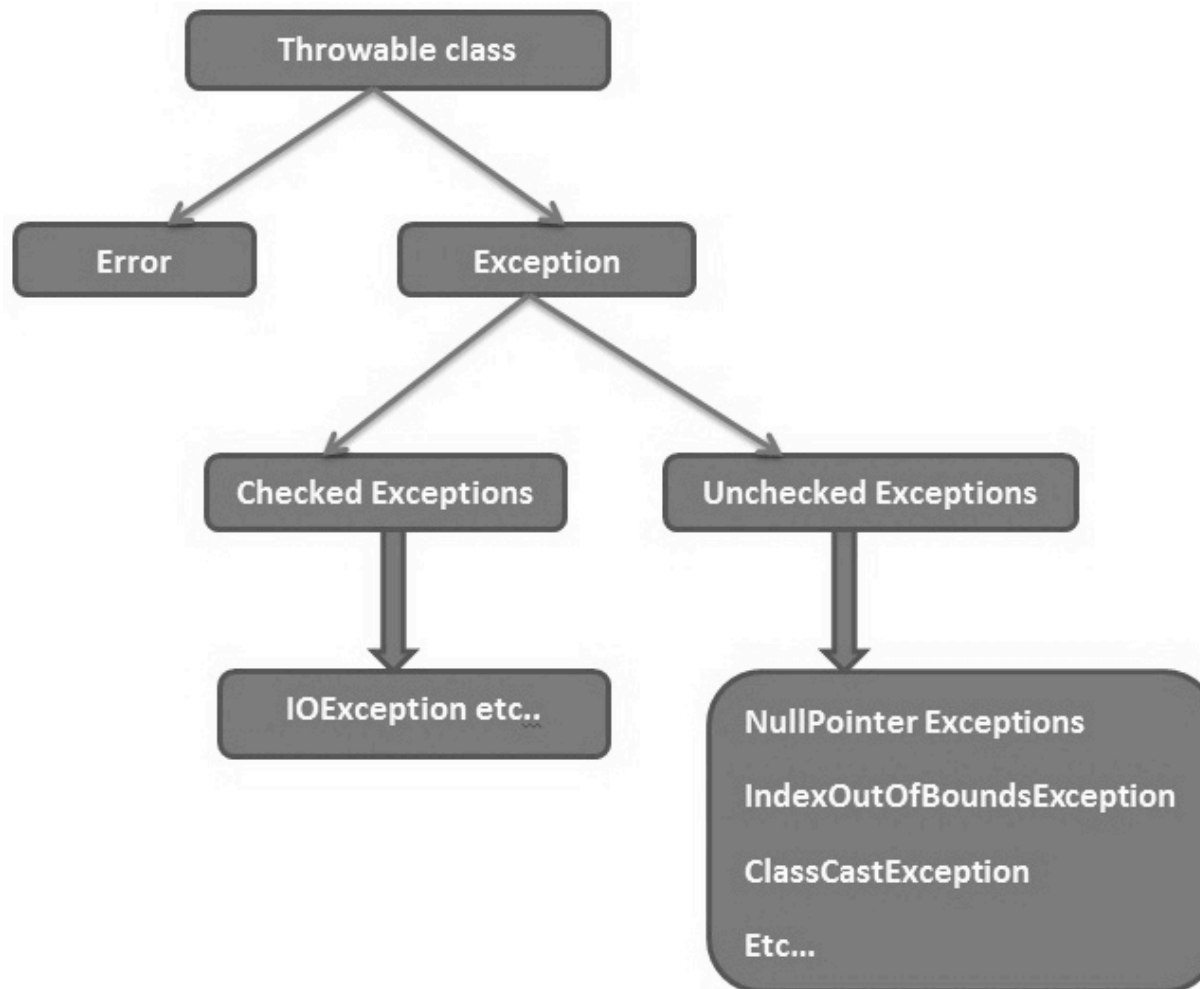 Throwable class
Error
Exception
Checked Exceptions
Unchecked Exceptions
IOException etc..
NullPointer Exceptions
IndexOutOfBoundsException
ClassCastException
Etc...